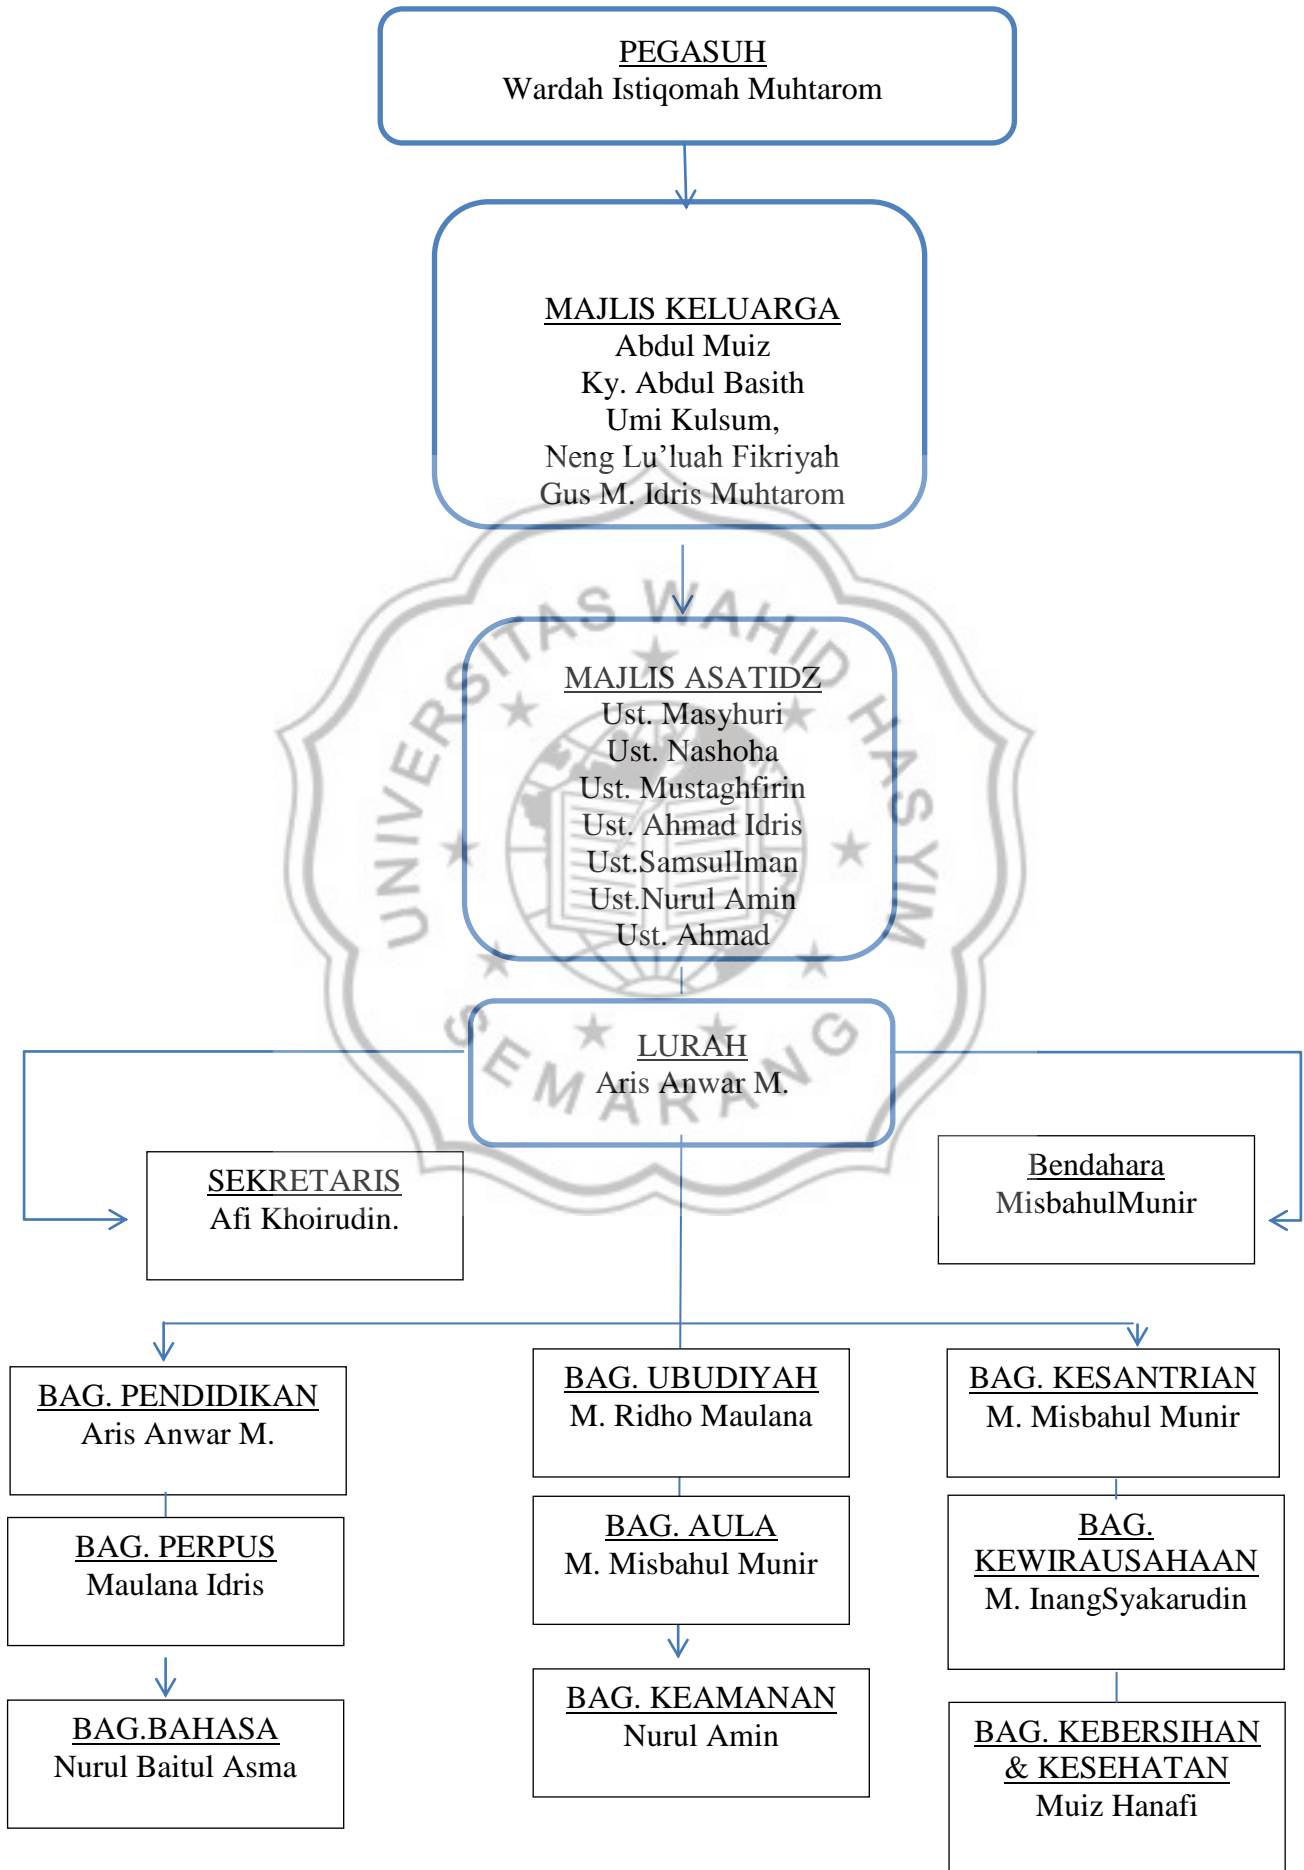 PEGASUH
Wardah Istiqomah Muhtarom
MAJLIS KELUARGA
Abdul Muiz
Ky. Abdul Basith
Umi Kulsum,
Neng Lu’luah Fikriyah
Gus M. Idris Muhtarom
UNIVERSITAS WAHID HASYIM
SEMARANG
MAJLIS ASATIDZ
Ust. Masyhuri
Ust. Nashoha
Ust. Mustaghfirin
Ust. Ahmad Idris
Ust.SamsulIman
Ust.Nurul Amin
Ust. Ahmad
LURAH
Aris Anwar M.
SEKRETARIS
Afi Khoirudin.
Bendahara
MisbahulMunir
BAG. PENDIDIKAN
Aris Anwar M.
BAG. UBUDIYAH
M. Ridho Maulana
BAG. KESANTRIAN
M. Misbahul Munir
BAG. PERPUS
Maulana Idris
BAG. AULA
M. Misbahul Munir
BAG.
KEWIRAUSAHAAN
M. InangSyakarudin
BAG.BAHASA
Nurul Baitul Asma
BAG. KEAMANAN
Nurul Amin
BAG. KEBERSIHAN
& KESEHATAN
Muiz Hanafi